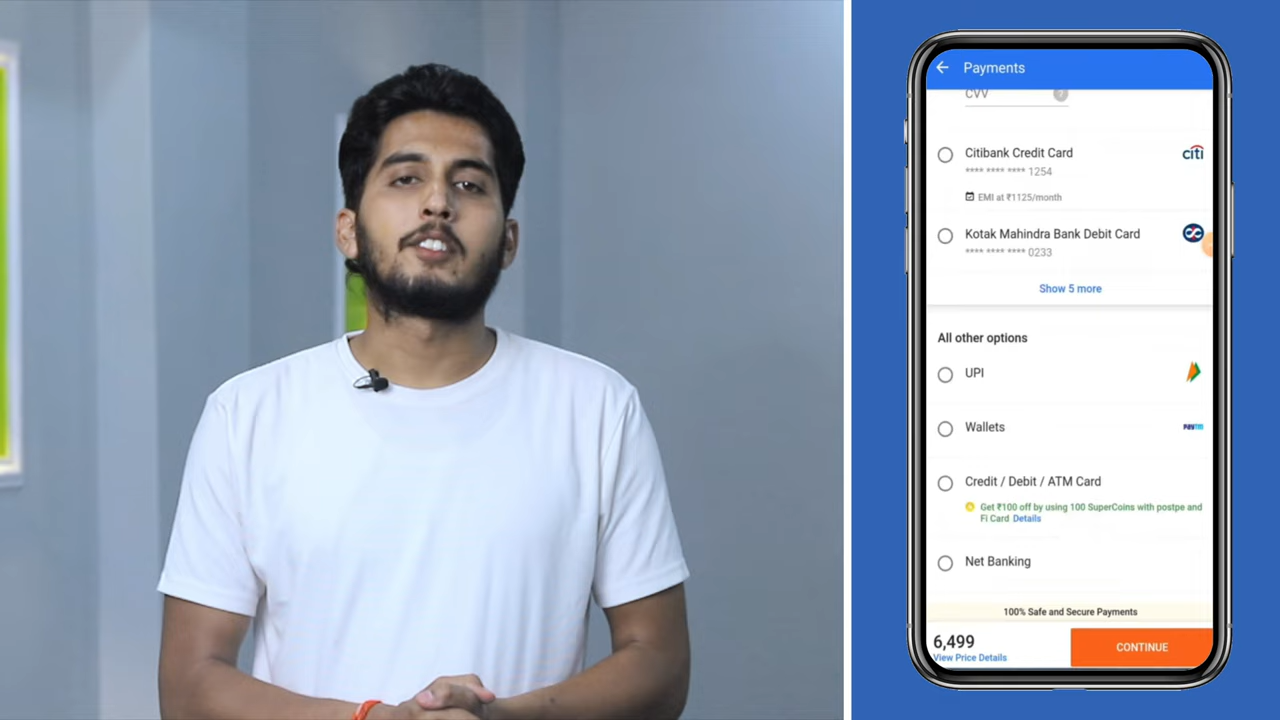 Payments
CVV
?
Citibank Credit Card
citi
**** **** **** 1254
EMI at ₹1125/month
Kotak Mahindra Bank Debit Card
**** **** **** 0233
Show 5 more
All other options
UPI
Wallets
Paytm
Credit / Debit / ATM Card
Get ₹100 off by using 100 SuperCoins with postpe and
Fi Card Details
Net Banking
100% Safe and Secure Payments
6,499
CONTINUE
View Price Details